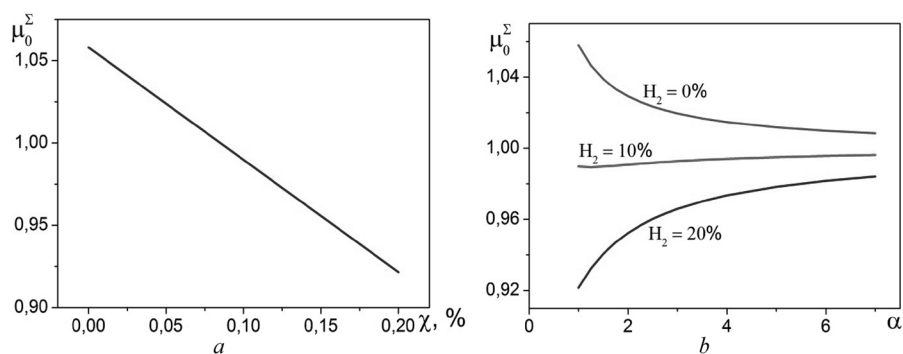 μ₀^Σ
1,05
1,00
0,95
0,90
0,00 0,05 0,10 0,15 0,20 χ, %
a
μ₀^Σ
1,04
1,00
0,96
0,92
H₂ = 0%
H₂ = 10%
H₂ = 20%
0 2 4 6 α
b